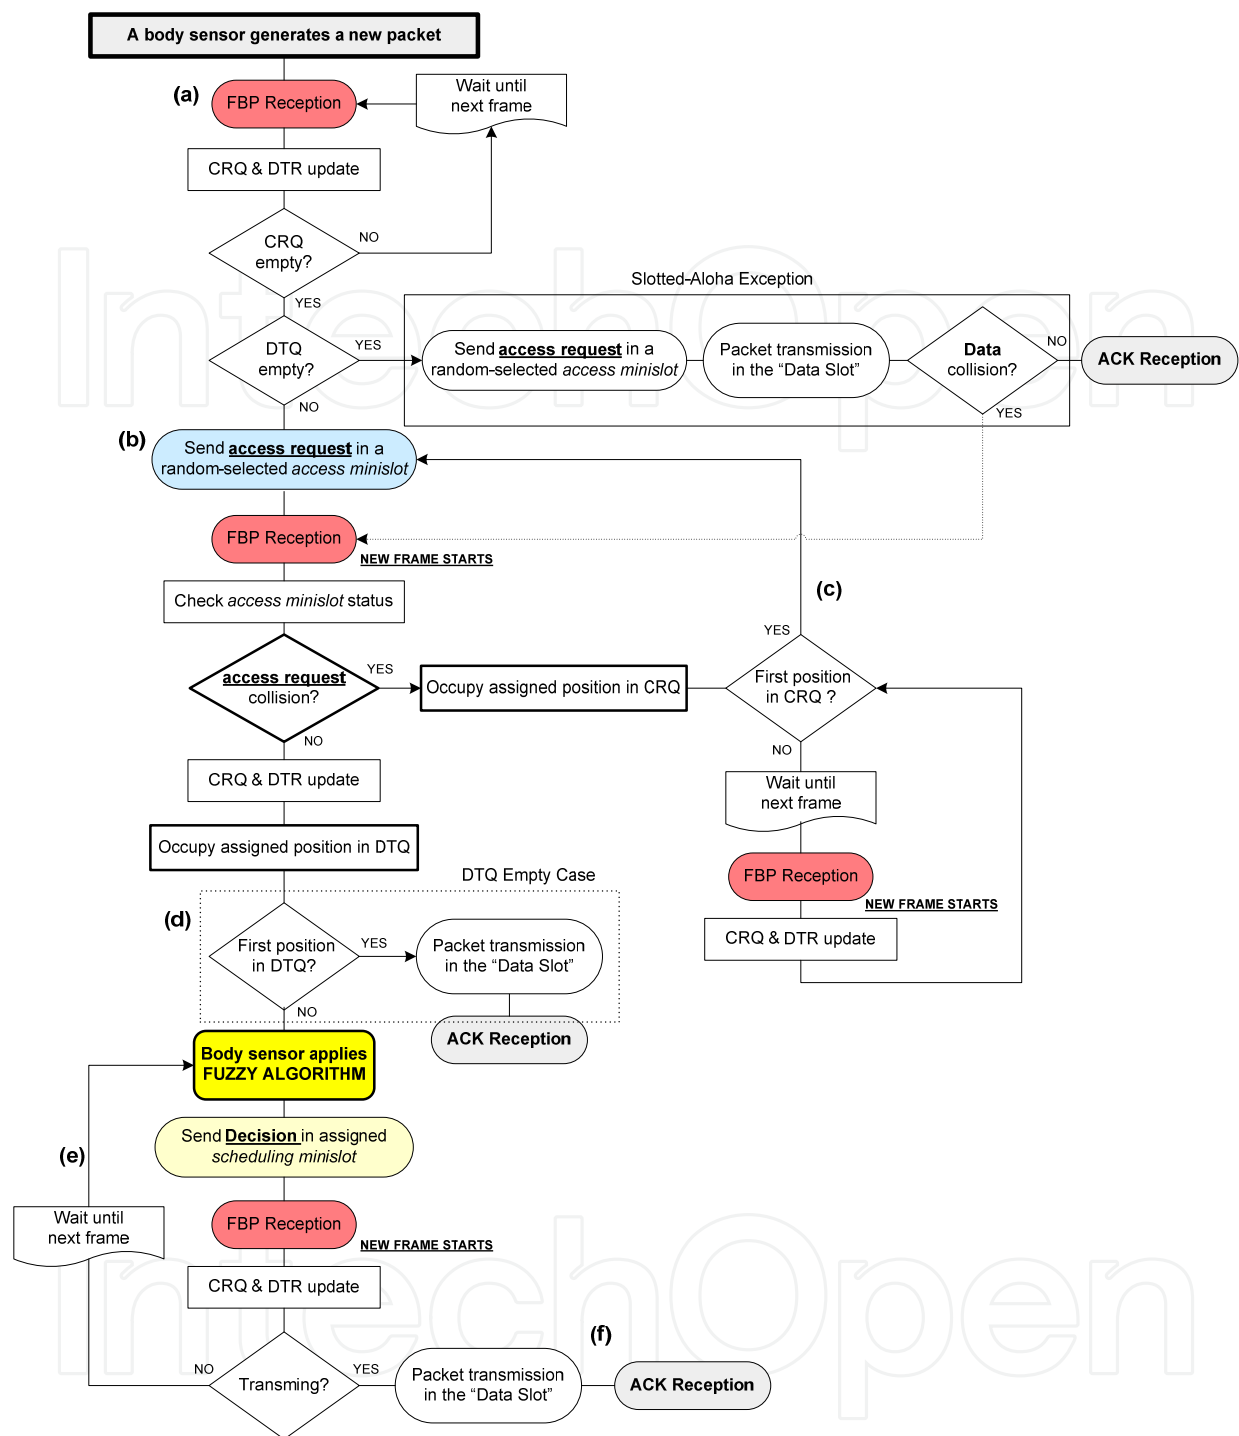 A body sensor generates a new packet
(a)
FBP Reception
Wait until
next frame
CRQ & DTR update
CRQ
empty?
NO
YES
Slotted-Aloha Exception
DTQ
empty?
YES
NO
Send access request in a
random-selected access minislot
Packet transmission
in the “Data Slot”
Data
collision?
NO
YES
ACK Reception
(b)
Send access request in a
random-selected access minislot
FBP Reception
NEW FRAME STARTS
Check access minislot status
(c)
access request
collision?
YES
NO
Occupy assigned position in CRQ
YES
First position
in CRQ ?
NO
CRQ & DTR update
Wait until
next frame
Occupy assigned position in DTQ
FBP Reception
NEW FRAME STARTS
CRQ & DTR update
DTQ Empty Case
(d)
First position
in DTQ?
YES
NO
Packet transmission
in the “Data Slot”
ACK Reception
Body sensor applies
FUZZY ALGORITHM
Send Decision in assigned
scheduling minislot
(e)
Wait until
next frame
FBP Reception
NEW FRAME STARTS
CRQ & DTR update
Transming?
NO
YES
Packet transmission
in the “Data Slot”
(f)
ACK Reception
IntechOpen
IntechOpen